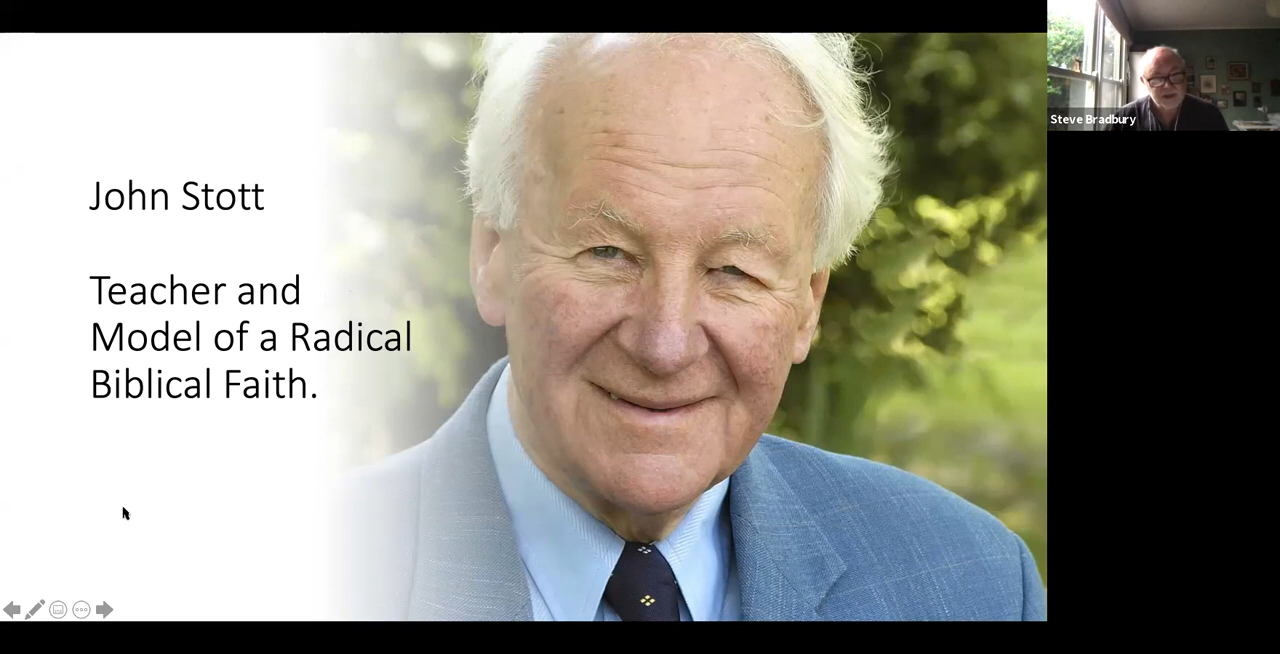 John Stott
Teacher and
Model of a Radical
Biblical Faith.
Steve Bradbury